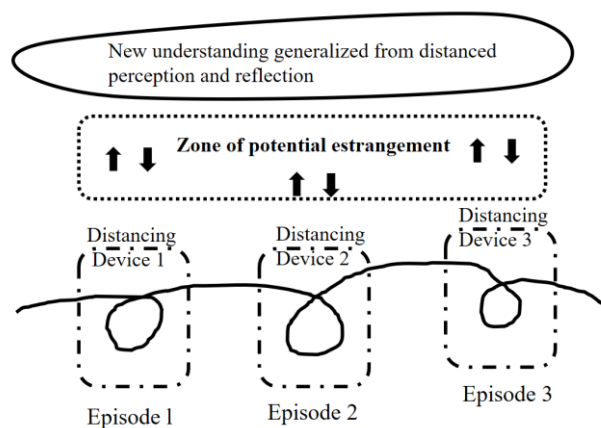 New understanding generalized from distanced
perception and reflection
Zone of potential estrangement
Distancing
Device 1
Distancing
Device 2
Distancing
Device 3
Episode 1
Episode 2
Episode 3